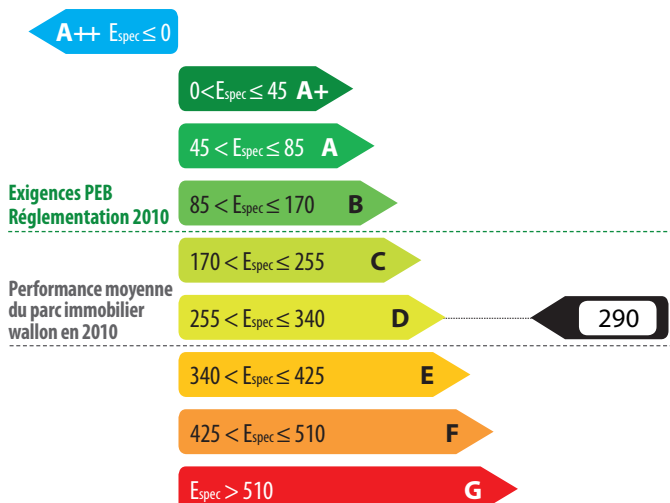 A++ Espec ≤ 0
0<Espec ≤ 45 A+
45 < Espec ≤ 85 A
Exigences PEB
Réglementation 2010
85 < Espec ≤ 170 B
170 < Espec ≤ 255 C
Performance moyenne
du parc immobilier
wallon en 2010
255 < Espec ≤ 340 D
290
340 < Espec ≤ 425 E
425 < Espec ≤ 510 F
Espec > 510 G